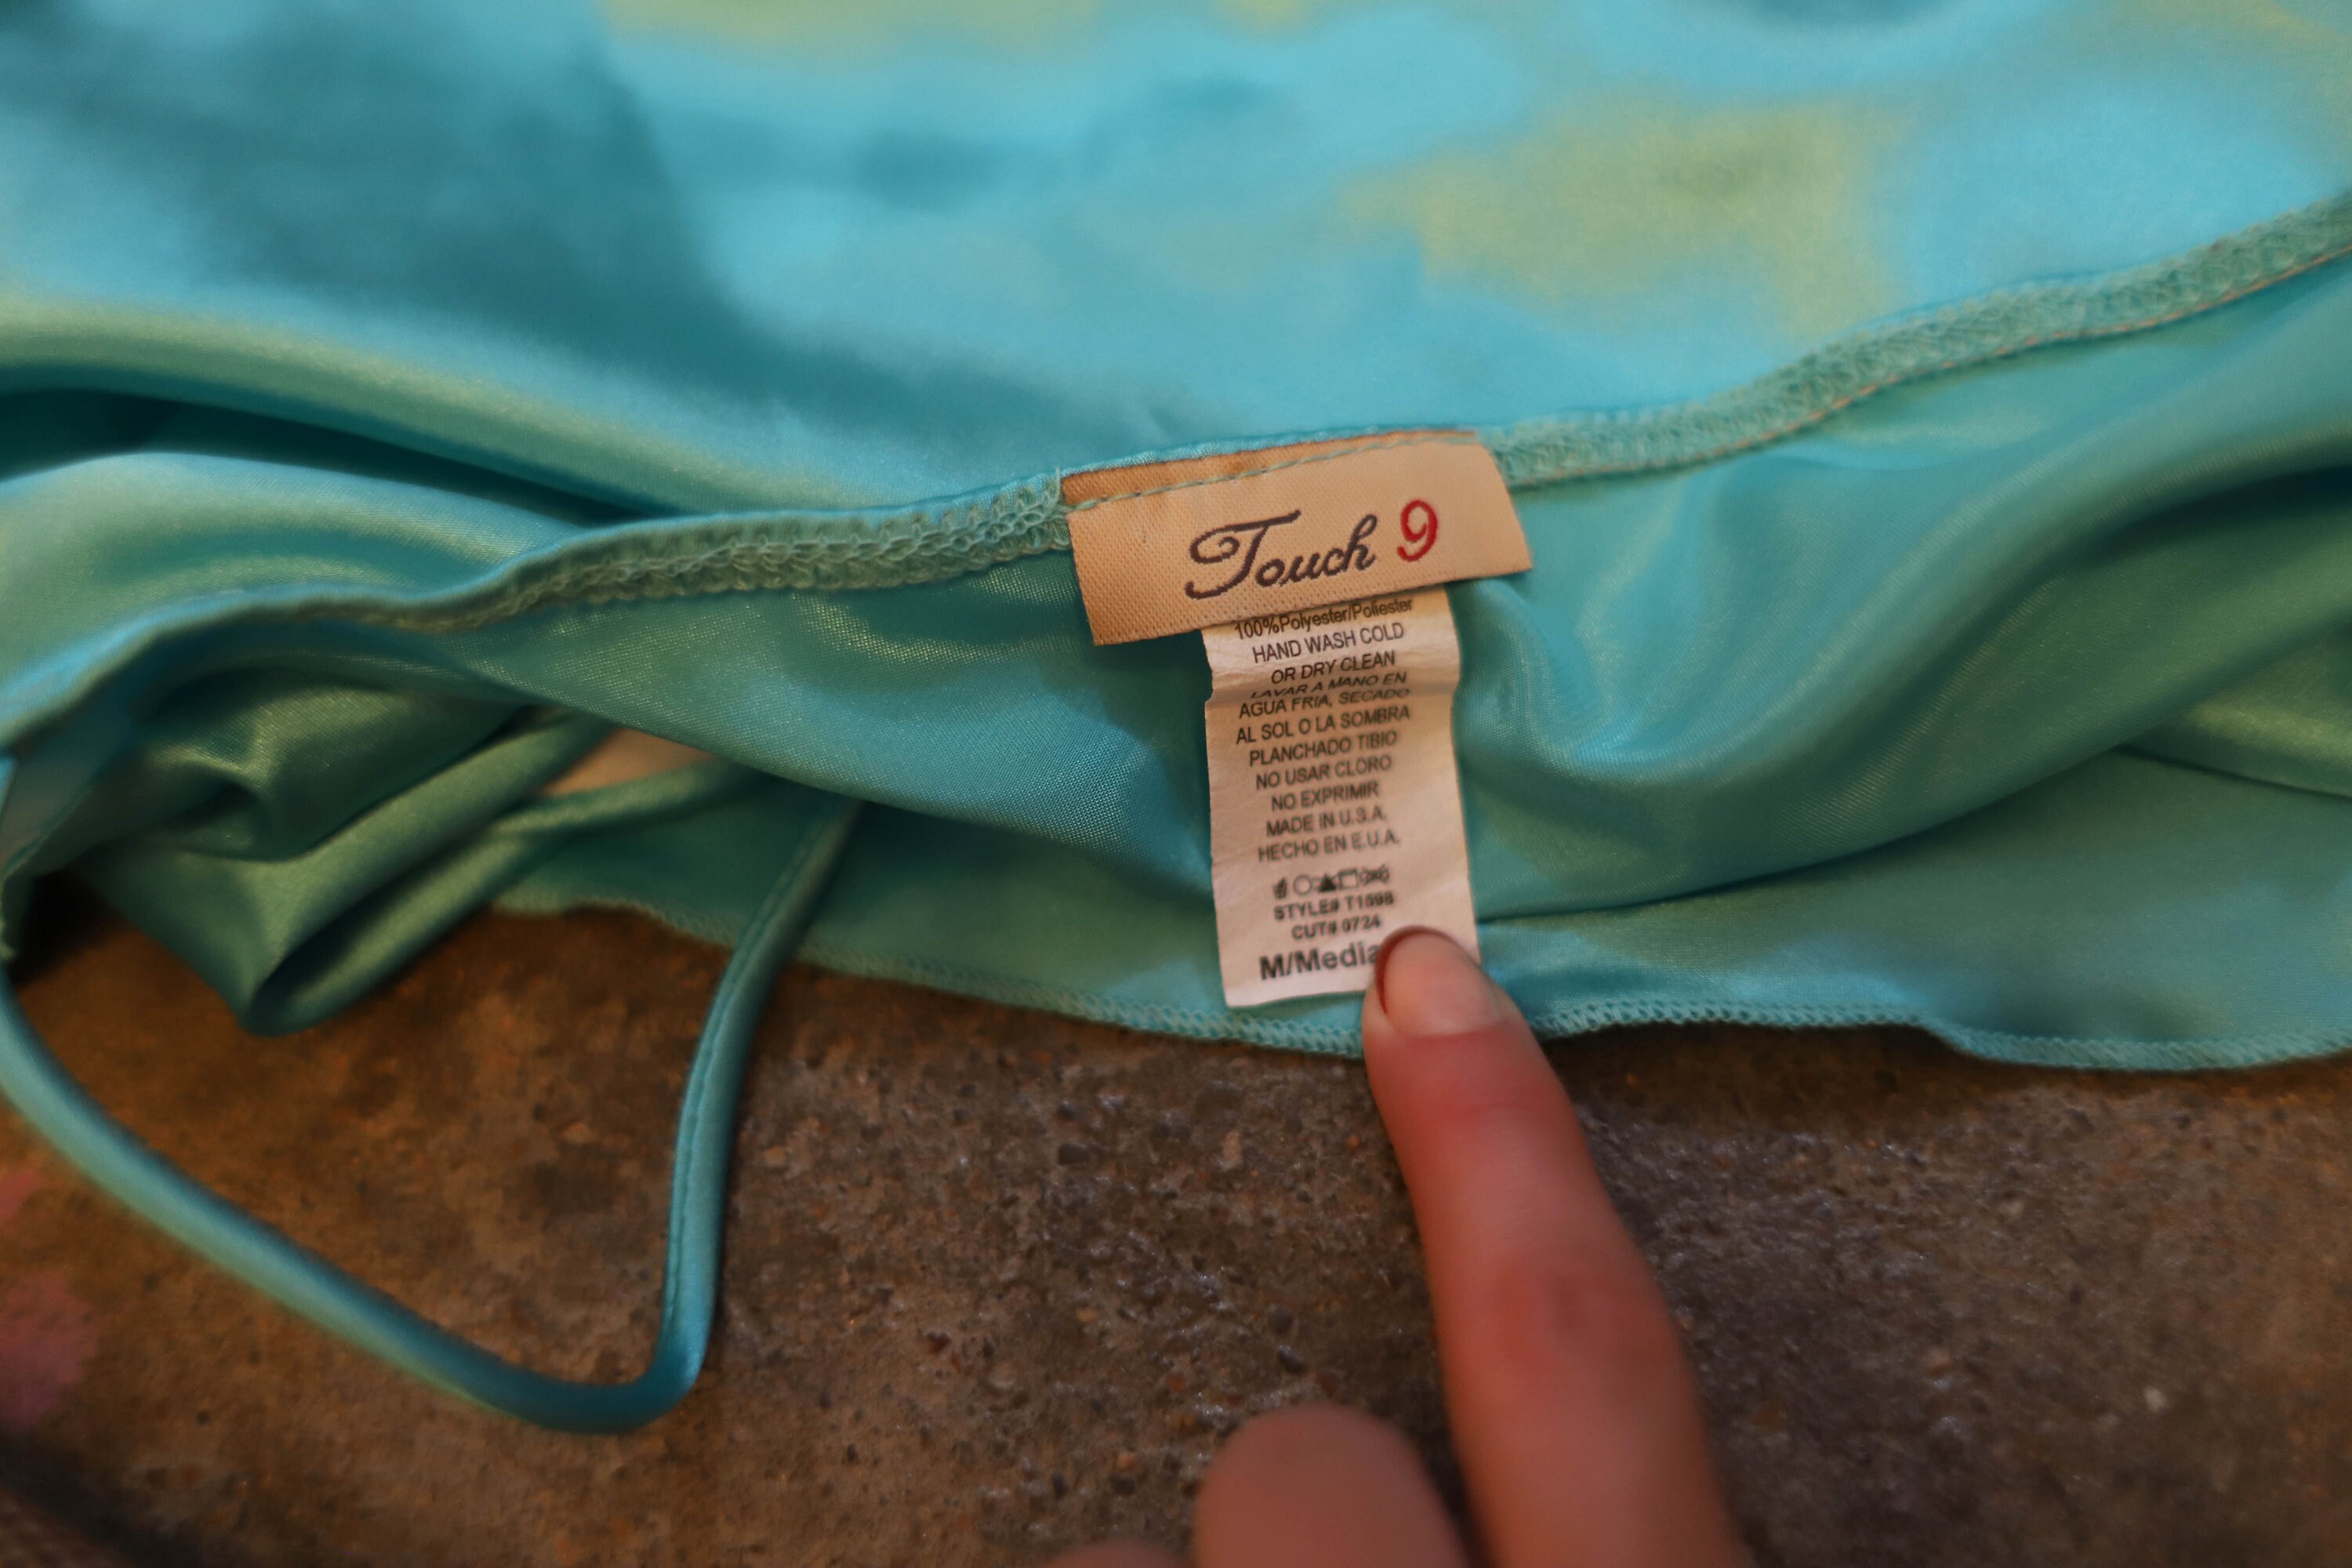 Touch 9
100%Polyester/Poliester
HAND WASH COLD
OR DRY CLEAN
LAVAR A MANO EN
AGUA FRIA, SECADO
AL SOL O LA SOMBRA
PLANCHADO TIBIO
NO USAR CLORO
NO EXPRIMIR
MADE IN U.S.A.
HECHO EN E.U.A.
STYLE# T1598
CUT# 0724
M/Media